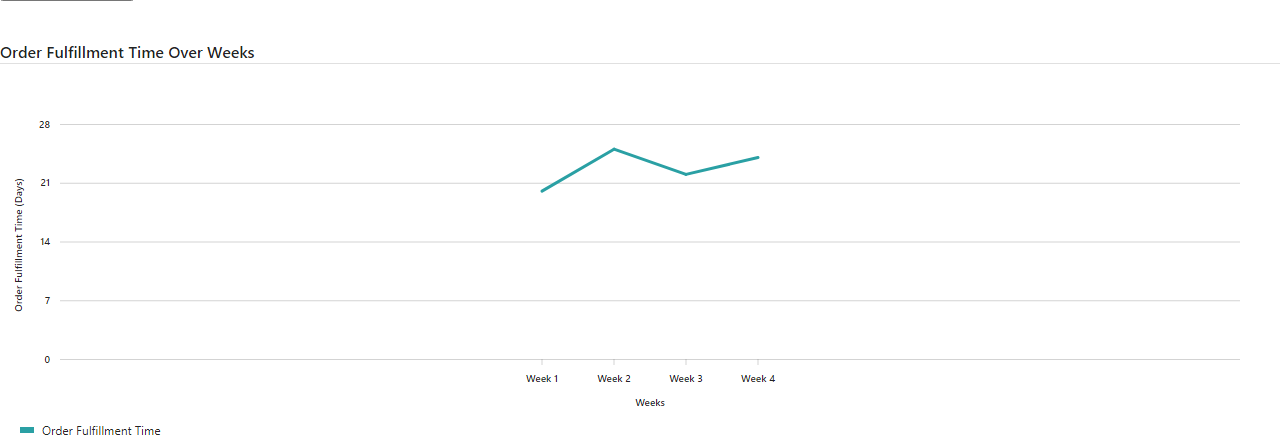 Order Fulfillment Time Over Weeks
28
21
14
7
0
Order Fulfillment Time (Days)
Week 1 Week 2 Week 3 Week 4
Weeks
Order Fulfillment Time